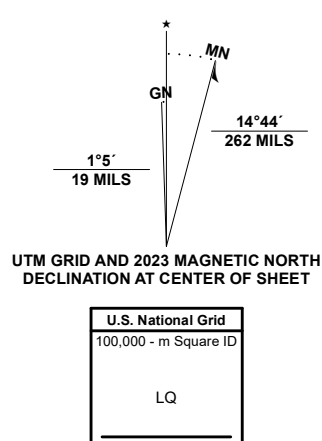 MN
GN
14°44´
262 MILS
1°5´
19 MILS
UTM GRID AND 2023 MAGNETIC NORTH
DECLINATION AT CENTER OF SHEET
U.S. National Grid
100,000 - m Square ID
LQ